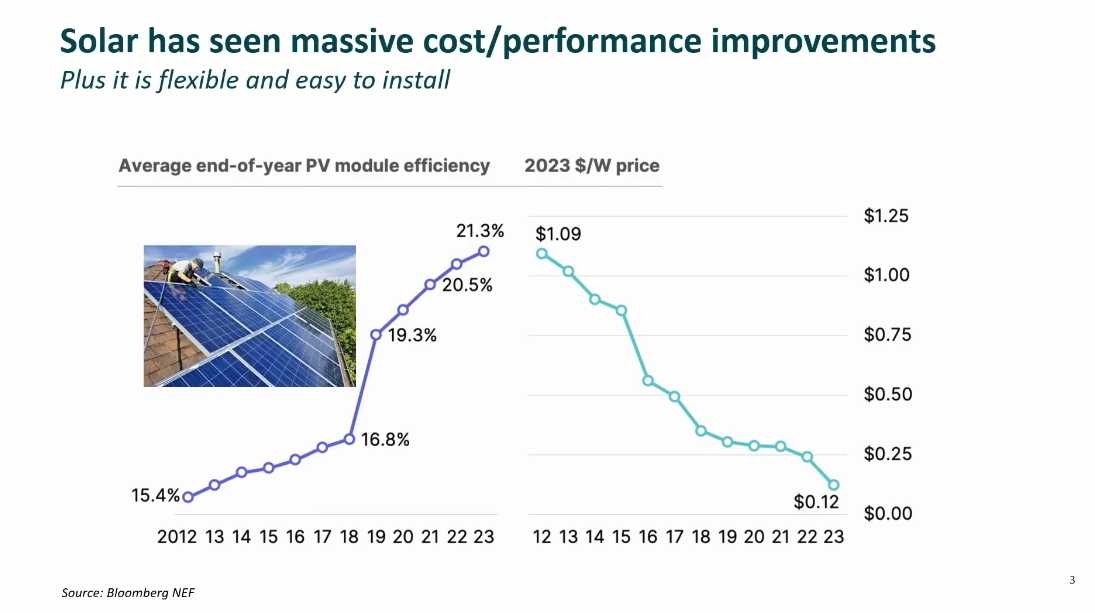 Solar has seen massive cost/performance improvements
Plus it is flexible and easy to install
Average end-of-year PV module efficiency
21.3%
20.5%
19.3%
16.8%
15.4%
2012 13 14 15 16 17 18 19 20 21 22 23
2023 $/W price
$1.09
$0.12
$1.25
$1.00
$0.75
$0.50
$0.25
$0.00
12 13 14 15 16 17 18 19 20 21 22 23
Source: Bloomberg NEF
3